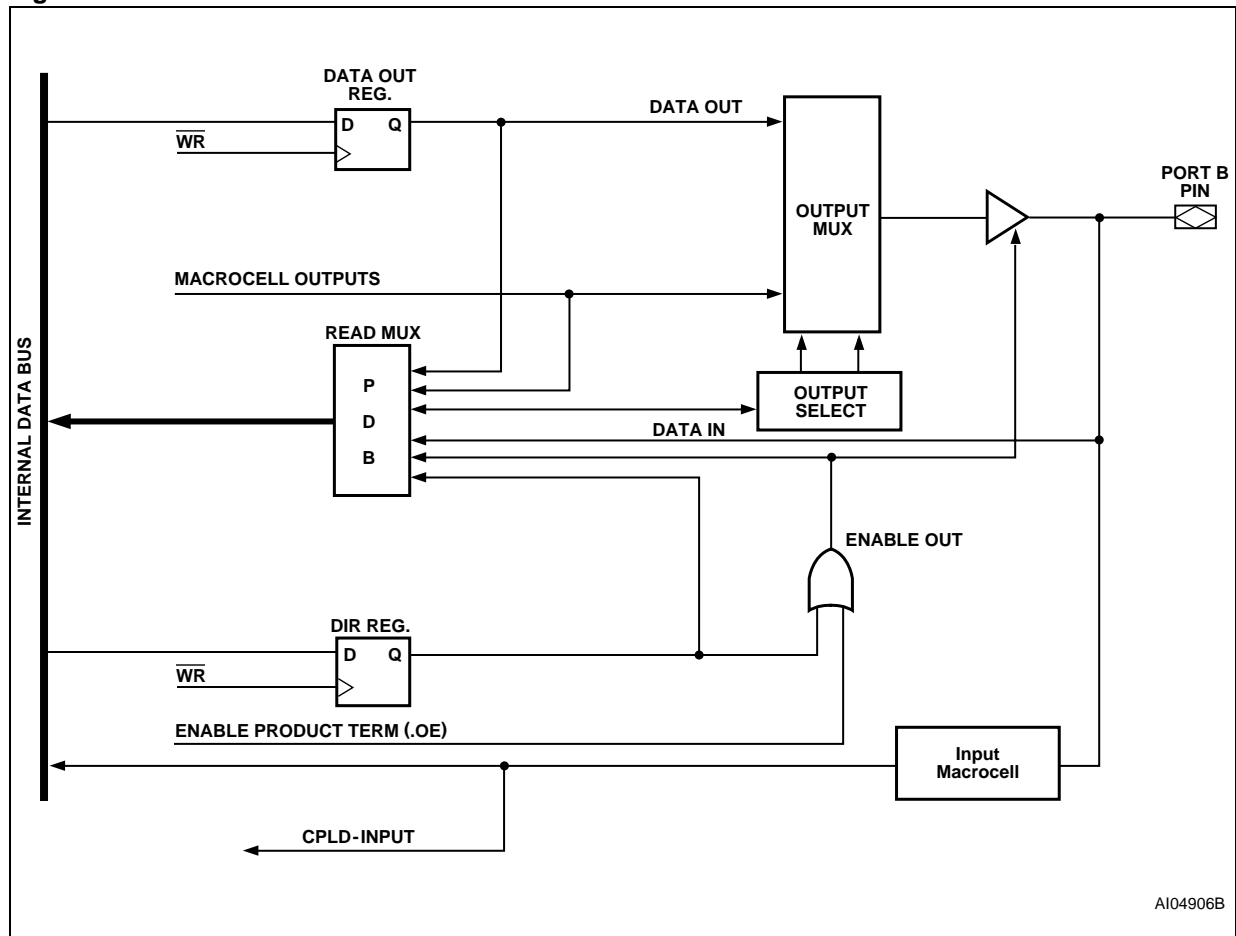 DATA OUT
REG.
D Q
WR
DATA OUT
OUTPUT
MUX
PORT B
PIN
MACROCELL OUTPUTS
READ MUX
P
D
B
OUTPUT
SELECT
DATA IN
INTERNAL DATA BUS
ENABLE OUT
DIR REG.
D Q
WR
ENABLE PRODUCT TERM (.OE)
Input
Macrocell
CPLD-INPUT
AI04906B